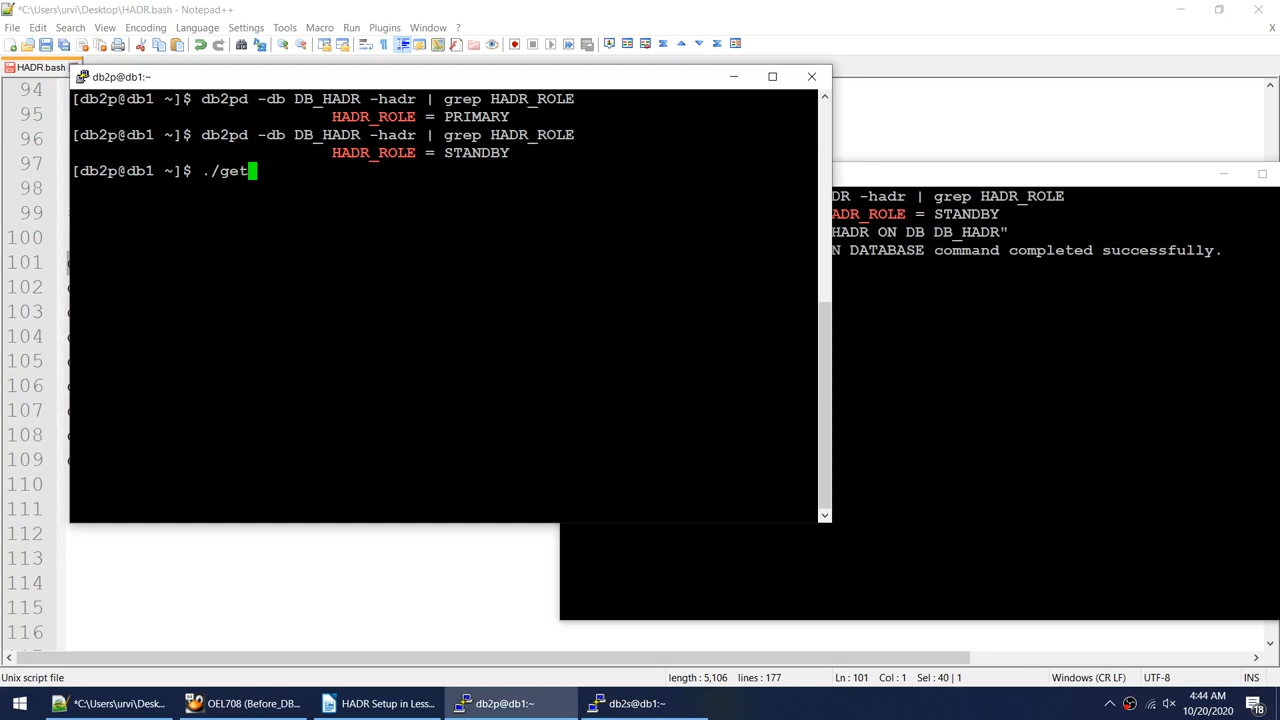 *C:\Users\urvi\Desktop\HADR.bash - Notepad++
File Edit Search View Encoding Language Settings Tools Macro Run Plugins Window ?
X
HADR.bash
94
95
96
97
98
99
100
101
102
103
104
105
106
107
108
109
110
111
112
113
114
115
116
db2p@db1:~
[db2p@db1 ~]$ db2pd -db DB_HADR -hadr | grep HADR_ROLE
HADR_ROLE = PRIMARY
[db2p@db1 ~]$ db2pd -db DB_HADR -hadr | grep HADR_ROLE
HADR_ROLE = STANDBY
[db2p@db1 ~]$ ./get
DR -hadr | grep HADR_ROLE
ADR_ROLE = STANDBY
HADR ON DB DB_HADR"
N DATABASE command completed successfully.
Unix script file
length : 5,106 lines : 177
Ln : 101 Col : 1 Sel : 40 | 1
Windows (CR LF)
UTF-8
INS
*C:\Users\urvi\Desk...
OEL708 (Before_DB...
HADR Setup in Less...
db2p@db1:~
db2s@db1:~
4:44 AM
10/20/2020
18